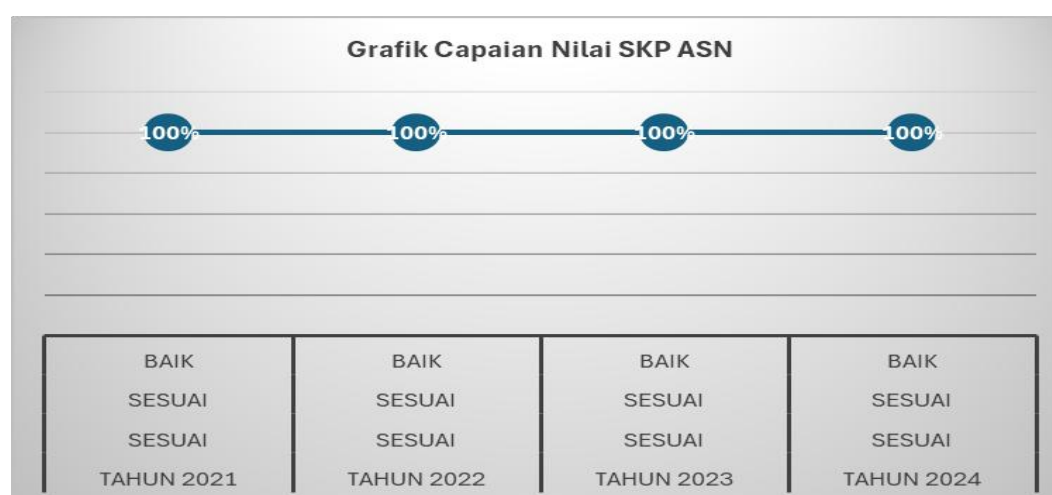 Grafik Capaian Nilai SKP ASN
100% 100% 100% 100%
BAIK BAIK BAIK BAIK
SESUAI SESUAI SESUAI SESUAI
SESUAI SESUAI SESUAI SESUAI
TAHUN 2021 TAHUN 2022 TAHUN 2023 TAHUN 2024